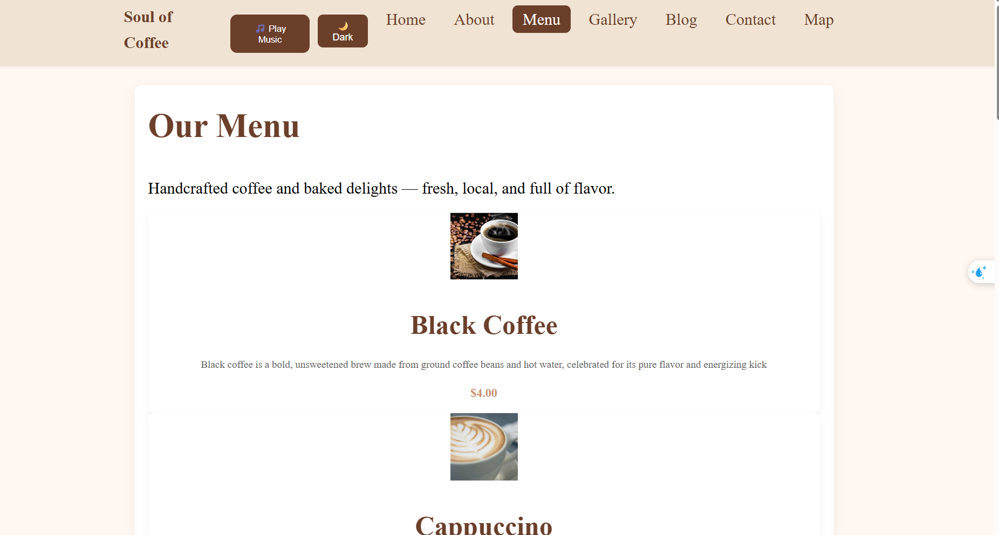 Soul of
Coffee
🎵 Play
Music
🌙
Dark
Home
About
Menu
Gallery
Blog
Contact
Map
Our Menu
Handcrafted coffee and baked delights — fresh, local, and full of flavor.
Black Coffee
Black coffee is a bold, unsweetened brew made from ground coffee beans and hot water, celebrated for its pure flavor and energizing kick
$4.00
Cappuccino